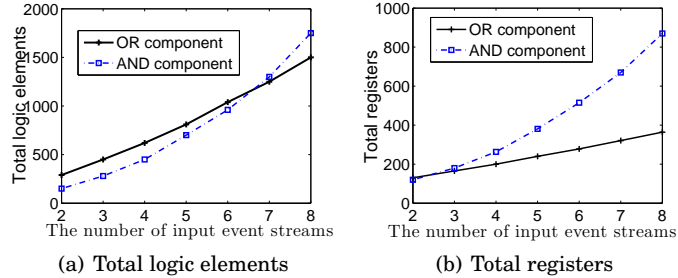 2000
1500
1000
500
0
Total logic elements
OR component
AND component
2 3 4 5 6 7 8
The number of input event streams
(a) Total logic elements
1000
800
600
400
200
0
Total registers
OR component
AND component
2 3 4 5 6 7 8
The number of input event streams
(b) Total registers